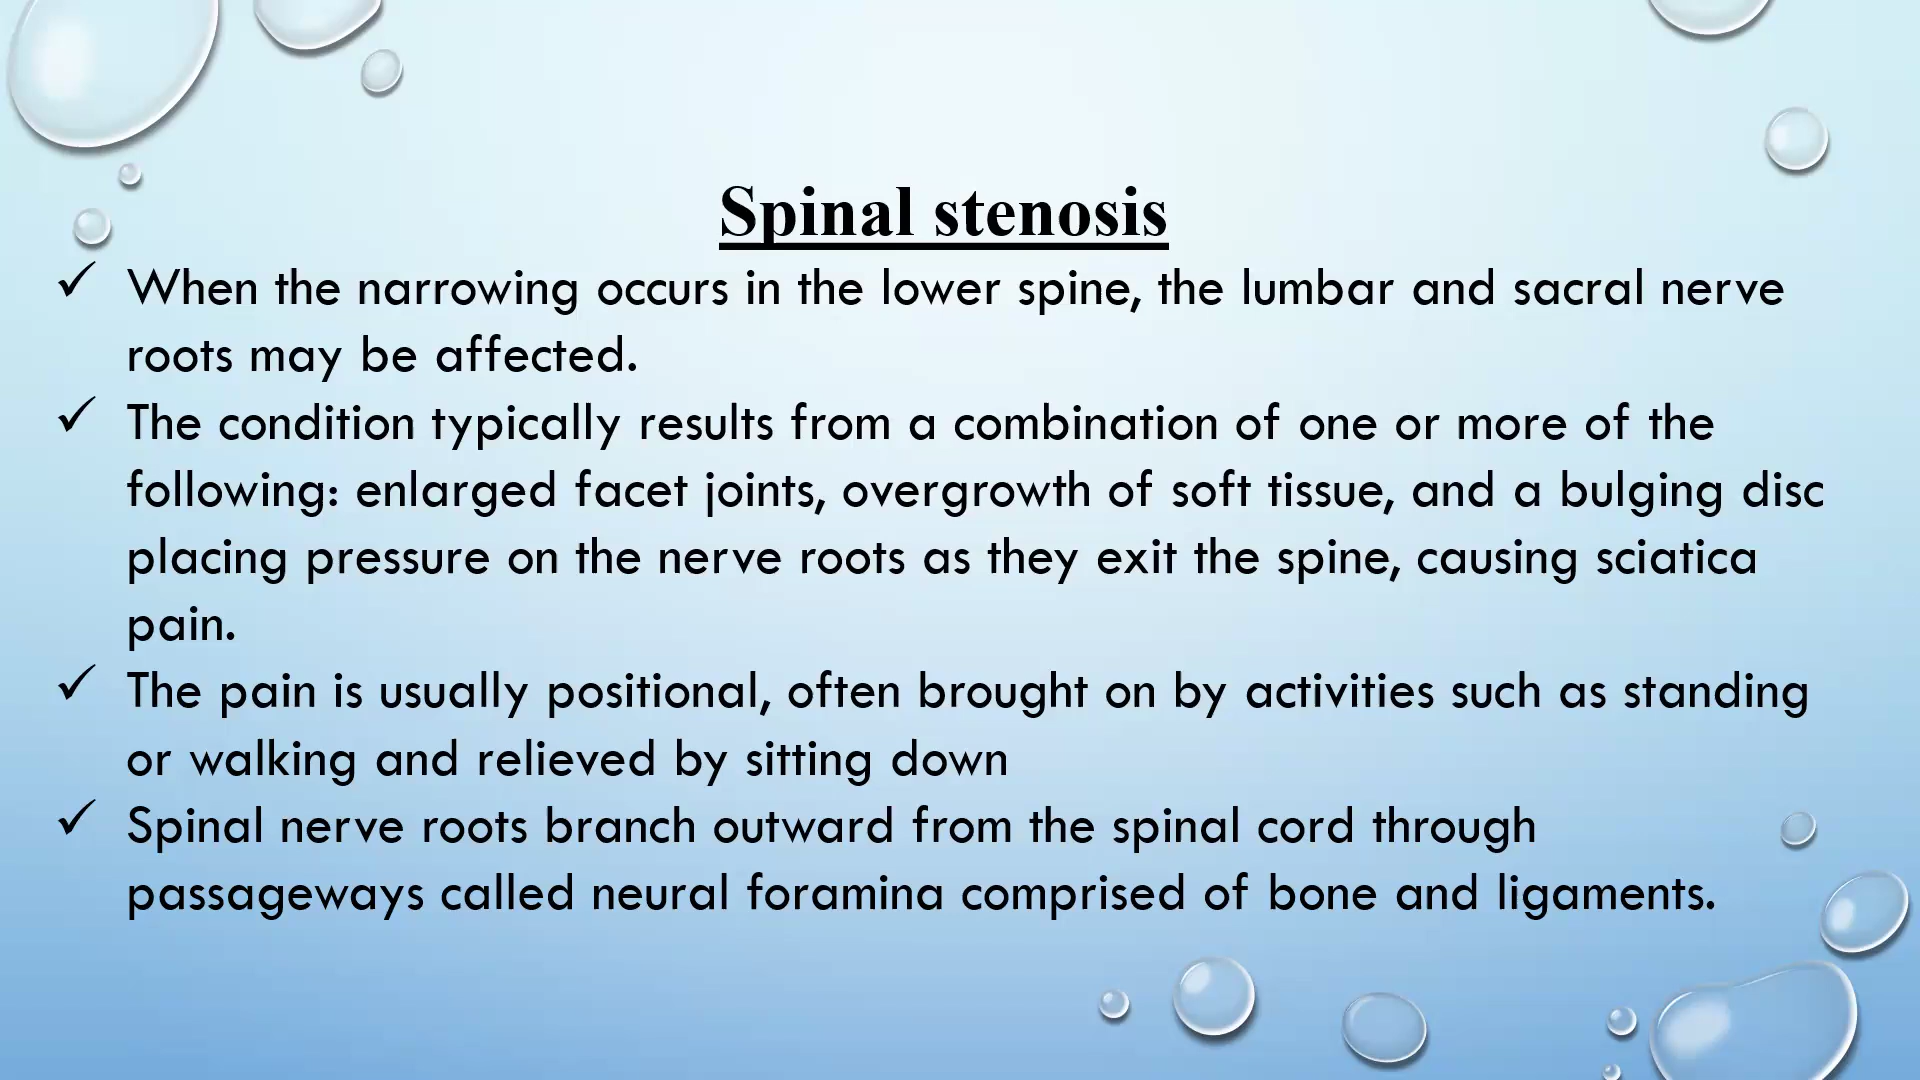 Spinal stenosis
✓ When the narrowing occurs in the lower spine, the lumbar and sacral nerve
roots may be affected.
✓ The condition typically results from a combination of one or more of the
following: enlarged facet joints, overgrowth of soft tissue, and a bulging disc
placing pressure on the nerve roots as they exit the spine, causing sciatica
pain.
✓ The pain is usually positional, often brought on by activities such as standing
or walking and relieved by sitting down
✓ Spinal nerve roots branch outward from the spinal cord through
passageways called neural foramina comprised of bone and ligaments.